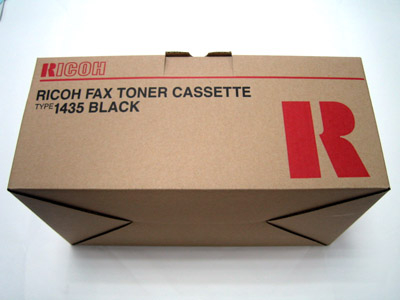 RICOH
RICOH FAX TONER CASSETTE
TYPE 1435 BLACK
R